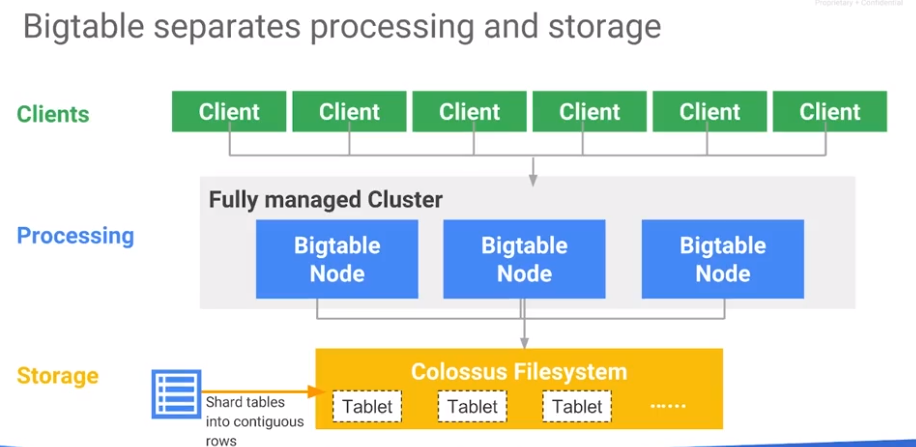 Proprietary + Confidential
Bigtable separates processing and storage
Clients
Client Client Client Client Client Client
Fully managed Cluster
Processing
Bigtable Node
Bigtable Node
Bigtable Node
Storage
Colossus Filesystem
Tablet Tablet Tablet ......
Shard tables
into contiguous
rows